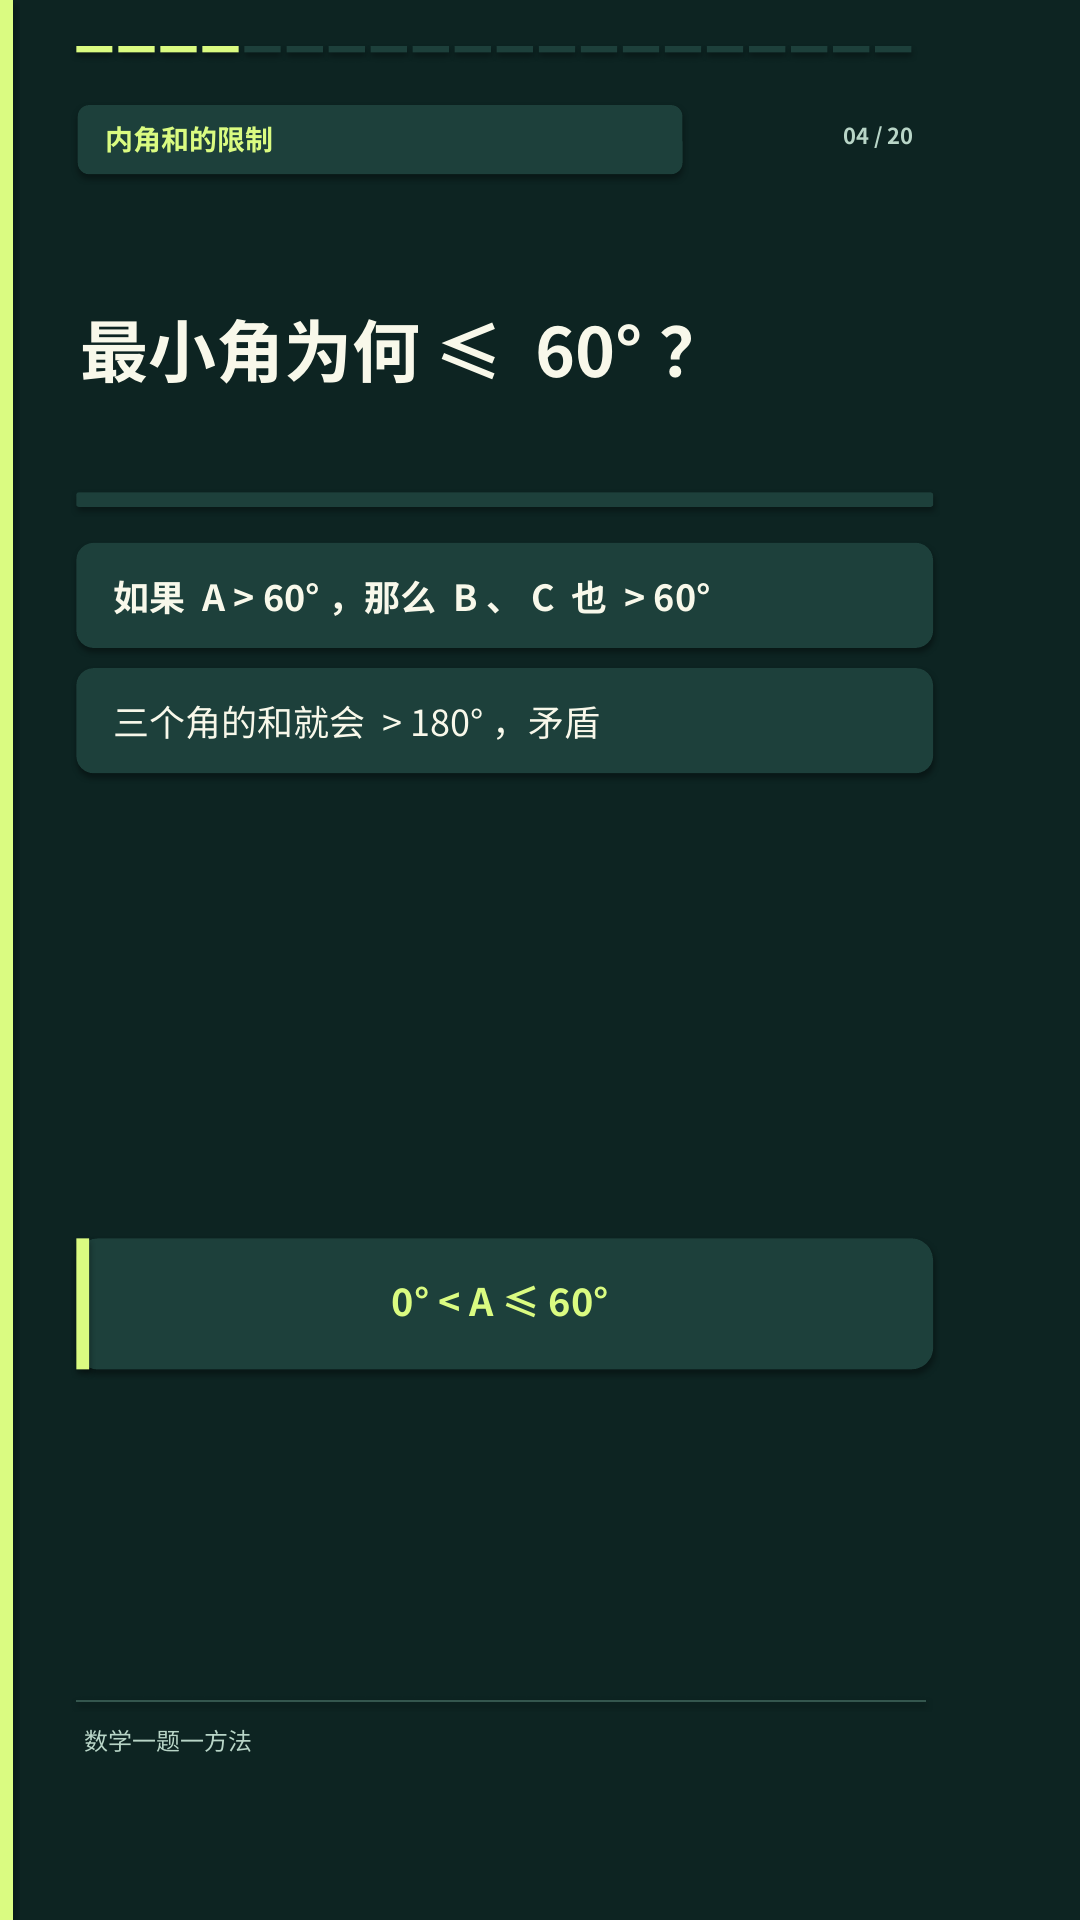 内角和的限制
04 / 20
最小角为何 ⩽ 60°？
如果 A > 60°，那么 B、 C 也 > 60°
三个角的和就会 > 180°，矛盾
0° < A ⩽ 60°
数学一题一方法